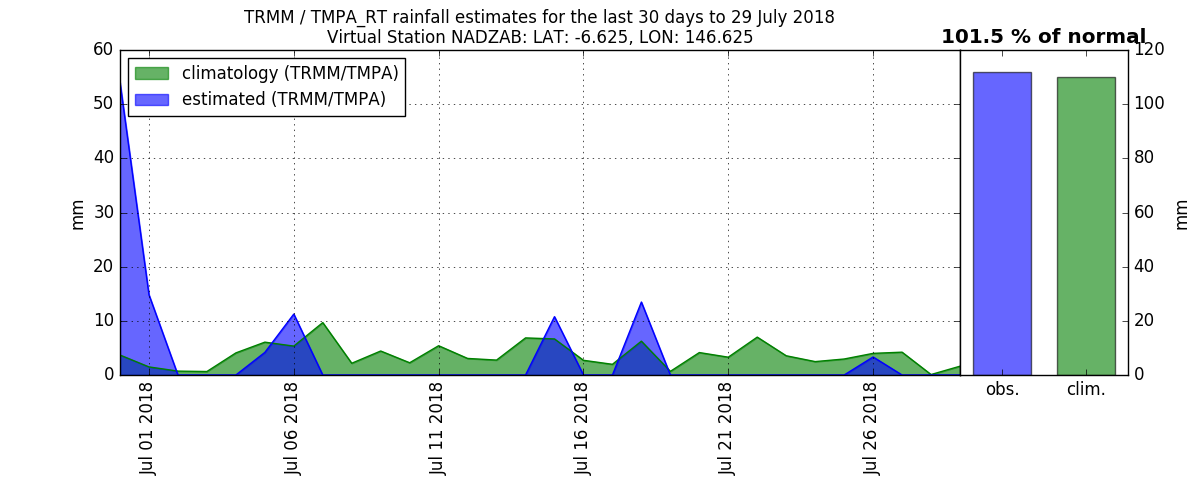 TRMM / TMPA_RT rainfall estimates for the last 30 days to 29 July 2018
Virtual Station NADZAB: LAT: -6.625, LON: 146.625
101.5 % of normal
climatology (TRMM/TMPA)
estimated (TRMM/TMPA)
60
50
40
30
20
10
0
mm
Jul 01 2018
Jul 06 2018
Jul 11 2018
Jul 16 2018
Jul 21 2018
Jul 26 2018
obs.
clim.
120
100
80
60
40
20
0
mm